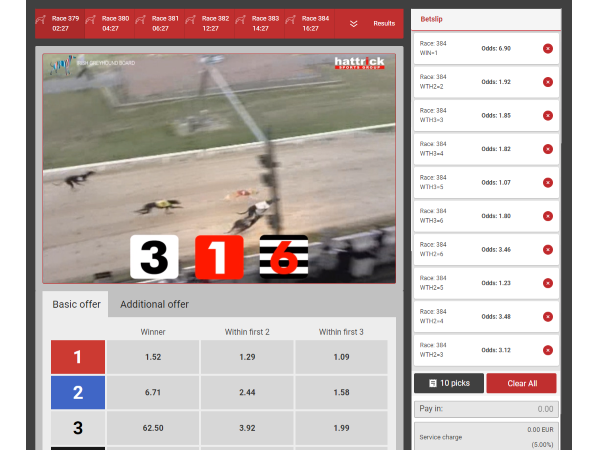 Race 379
02:27
Race 380
04:27
Race 381
06:27
Race 382
12:27
Race 383
14:27
Race 384
16:27
Results
hattrick
SPORTS GROUP
3 1 6
Basic offer
Additional offer
Winner
Within first 2
Within first 3
1 1.52 1.29 1.09
2 6.71 2.44 1.58
3 62.50 3.92 1.99
Betslip
Race: 384
WIN=1
Odds: 6.90
Race: 384
WTH2=2
Odds: 1.92
Race: 384
WTH3=3
Odds: 1.85
Race: 384
WTH3=4
Odds: 1.82
Race: 384
WTH3=5
Odds: 1.07
Race: 384
WTH3=6
Odds: 1.80
Race: 384
WTH2=6
Odds: 3.46
Race: 384
WTH2=5
Odds: 1.23
Race: 384
WTH2=4
Odds: 3.48
Race: 384
WTH2=3
Odds: 3.12
10 picks
Clear All
Pay in:
0.00
Service charge
0.00 EUR
(5.00%)